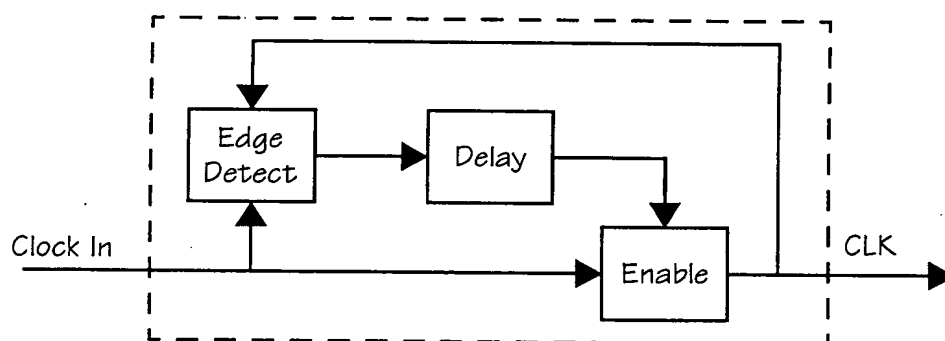 Edge
Detect
Delay
Clock In
Enable
CLK